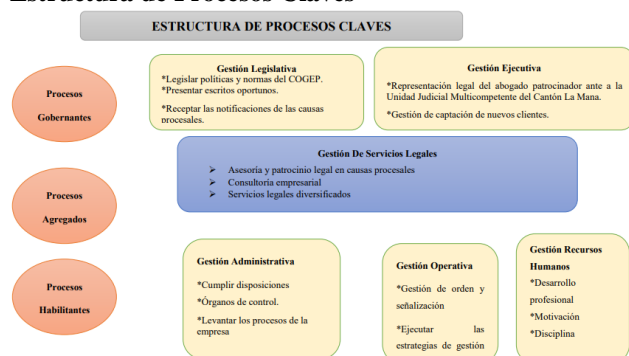 Estructura de Procesos Claves
ESTRUCTURA DE PROCESOS CLAVES
Procesos
Gobernantes
Gestión Legislativa
*Legislar políticas y normas del COGEP.
*Presentar escritos oportunos.
*Receptar las notificaciones de las causas
procesales.
Gestión Ejecutiva
*Representación legal del abogado patrocinador ante a la
Unidad Judicial Multicompetente del Cantón La Mana.
*Gestión de captación de nuevos clientes.
Procesos
Agregados
Gestión De Servicios Legales
➢ Asesoría y patrocinio legal en causas procesales
➢ Consultoría empresarial
➢ Servicios legales diversificados
Procesos
Habilitantes
Gestión Administrativa
*Cumplir disposiciones
*Órganos de control.
*Levantar los procesos de la
empresa
Gestión Operativa
*Gestión de orden y
señalización
*Ejecutar las
estrategias de gestión
Gestión Recursos
Humanos
*Desarrollo
profesional
*Motivación
*Disciplina